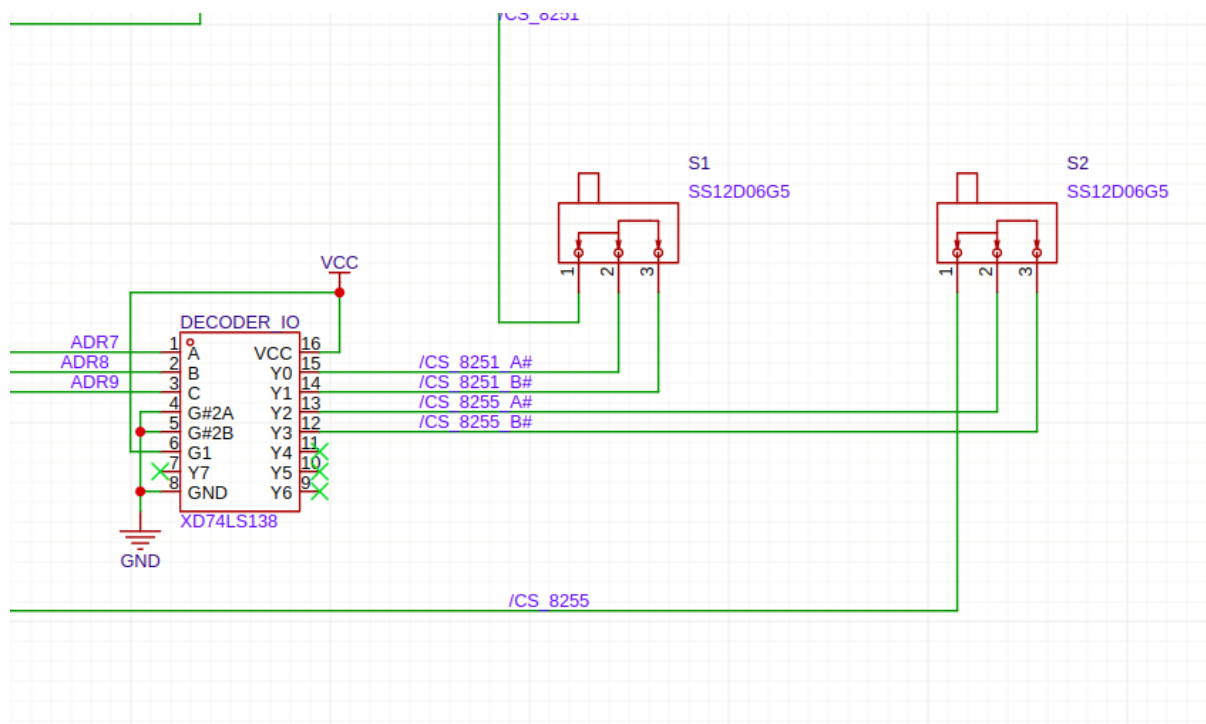 /CS_8251
S1
SS12D06G5
1
2
3
S2
SS12D06G5
1
2
3
VCC
DECODER_IO
ADR7
ADR8
ADR9
1 A VCC 16
2 B Y0 15
3 C Y1 14
4 G#2A Y2 13
5 G#2B Y3 12
6 G1 Y4 11
7 Y7 Y5 10
8 GND Y6 9
XD74LS138
/CS_8251_A#
/CS_8251_B#
/CS_8255_A#
/CS_8255_B#
GND
/CS_8255